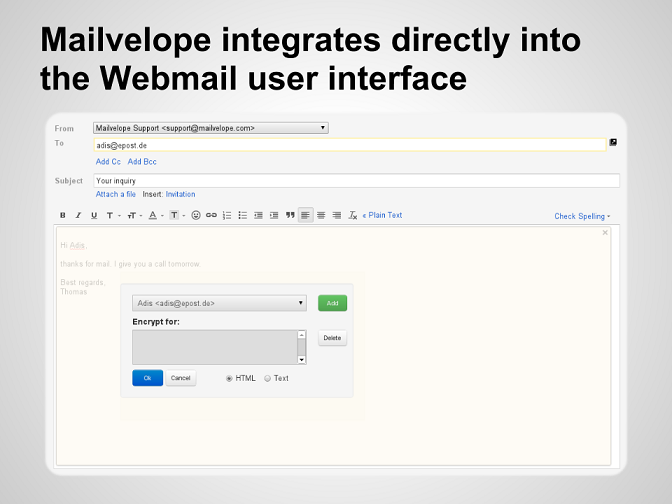 Mailvelope integrates directly into
the Webmail user interface
From Mailvelope Support <support@mailvelope.com>
To adis@epost.de
Add Cc Add Bcc
Subject Your inquiry
Attach a file Insert: Invitation
B I U T T A T Tx « Plain Text Check Spelling
Hi Adis,
thanks for mail. I give you a call tomorrow.
Best regards,
Thomas
Adis <adis@epost.de> Add
Encrypt for:
Delete
Ok Cancel HTML Text